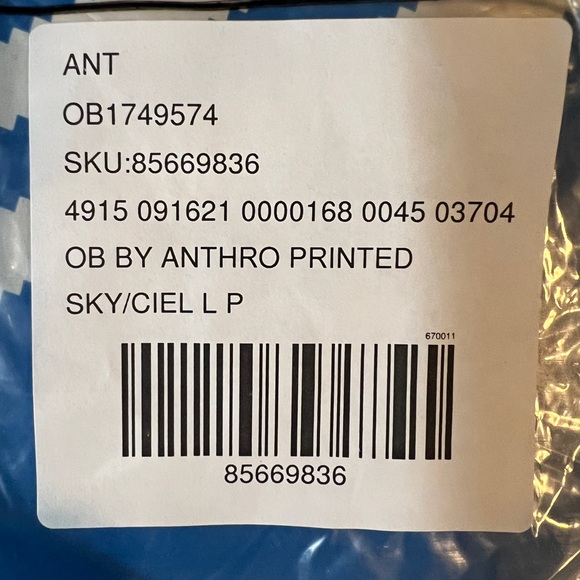 ANT
OB1749574
SKU:85669836
4915 091621 0000168 0045 03704
OB BY ANTHRO PRINTED
SKY/CIEL L P
670011
85669836